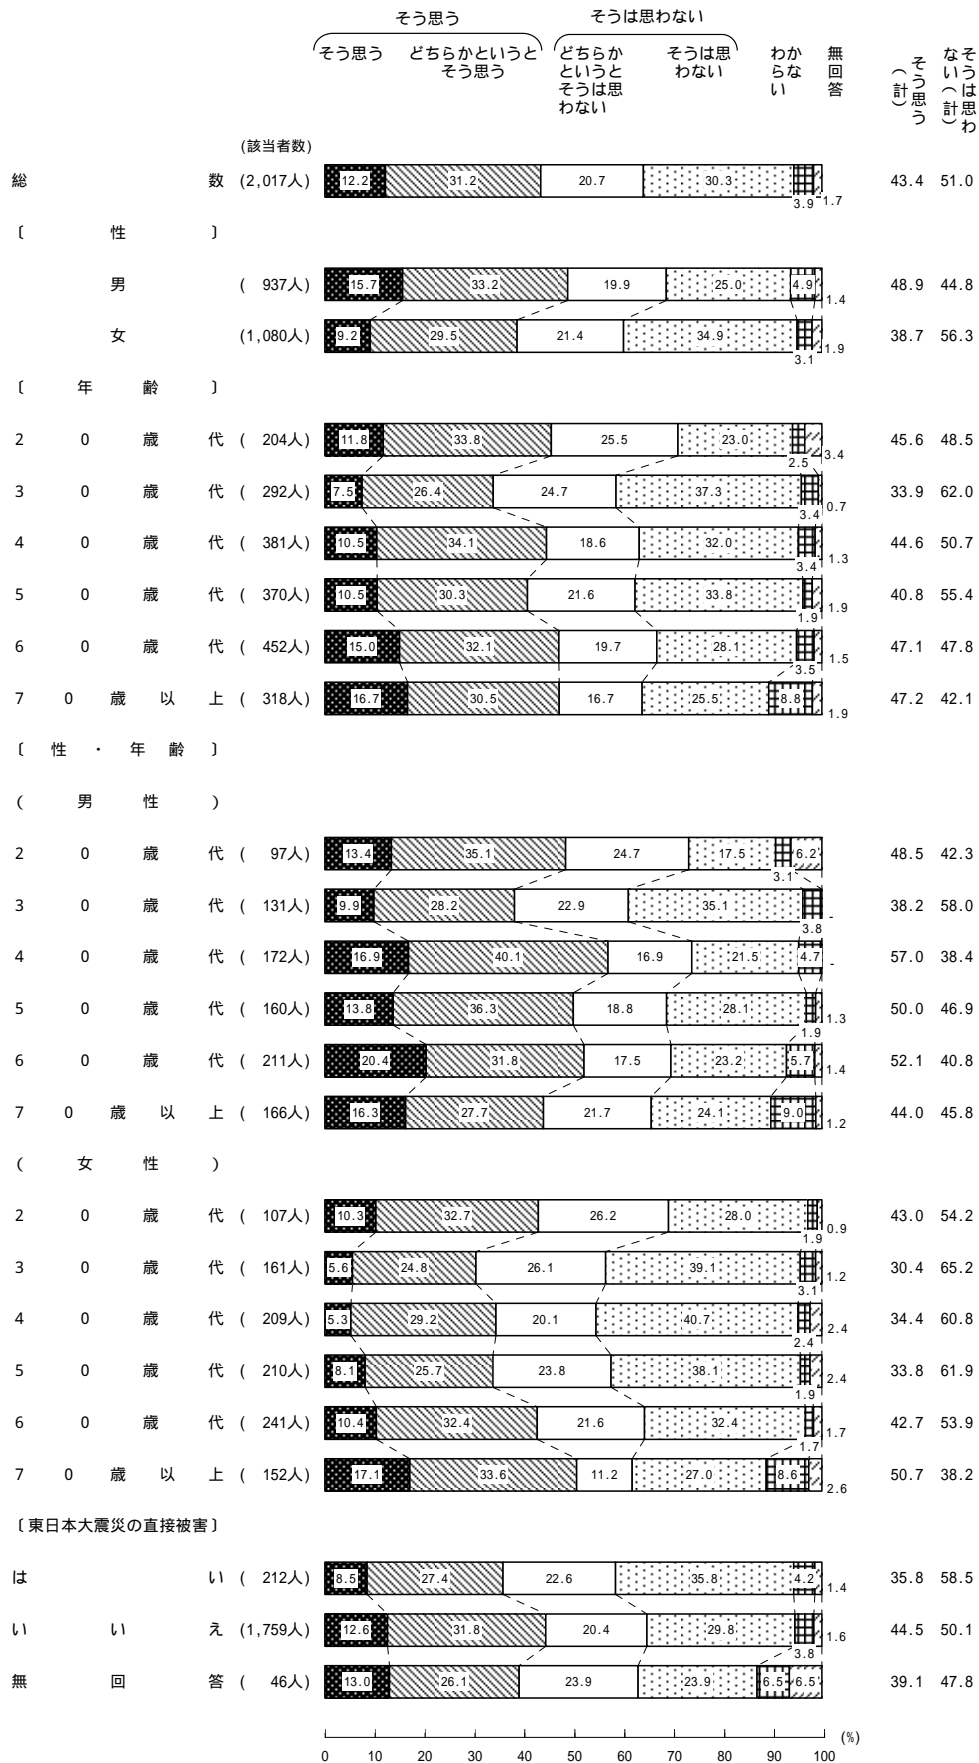 そう思う　そうは思わない
そう思う　どちらかというとそう思う　どちらかというとそうは思わない　そうは思わない　わからない　無回答　そう思う（計）　そうは思わない（計）
(該当者数)
総数 (2,017人) 12.2 31.2 20.7 30.3 3.9 1.7 43.4 51.0
〔性〕
男 (937人) 15.7 33.2 19.9 25.0 4.9 1.4 48.9 44.8
女 (1,080人) 9.2 29.5 21.4 34.9 3.1 1.9 38.7 56.3
〔年齢〕
20歳代 (204人) 11.8 33.8 25.5 23.0 2.5 3.4 45.6 48.5
30歳代 (292人) 7.5 26.4 24.7 37.3 3.4 0.7 33.9 62.0
40歳代 (381人) 10.5 34.1 18.6 32.0 3.4 1.3 44.6 50.7
50歳代 (370人) 10.5 30.3 21.6 33.8 1.9 1.9 40.8 55.4
60歳代 (452人) 15.0 32.1 19.7 28.1 3.5 1.5 47.1 47.8
70歳以上 (318人) 16.7 30.5 16.7 25.5 8.8 1.9 47.2 42.1
〔性・年齢〕
(男性)
20歳代 (97人) 13.4 35.1 24.7 17.5 3.1 6.2 48.5 42.3
30歳代 (131人) 9.9 28.2 22.9 35.1 3.8 - 38.2 58.0
40歳代 (172人) 16.9 40.1 16.9 21.5 4.7 - 57.0 38.4
50歳代 (160人) 13.8 36.3 18.8 28.1 1.9 1.3 50.0 46.9
60歳代 (211人) 20.4 31.8 17.5 23.2 5.7 1.4 52.1 40.8
70歳以上 (166人) 16.3 27.7 21.7 24.1 9.0 1.2 44.0 45.8
(女性)
20歳代 (107人) 10.3 32.7 26.2 28.0 1.9 0.9 43.0 54.2
30歳代 (161人) 5.6 24.8 26.1 39.1 3.1 1.2 30.4 65.2
40歳代 (209人) 5.3 29.2 20.1 40.7 2.4 2.4 34.4 60.8
50歳代 (210人) 8.1 25.7 23.8 38.1 1.9 2.4 33.8 61.9
60歳代 (241人) 10.4 32.4 21.6 32.4 1.7 1.7 42.7 53.9
70歳以上 (152人) 17.1 33.6 11.2 27.0 8.6 2.6 50.7 38.2
〔東日本大震災の直接被害〕
はい (212人) 8.5 27.4 22.6 35.8 4.2 1.4 35.8 58.5
いいえ (1,759人) 12.6 31.8 20.4 29.8 3.8 1.6 44.5 50.1
無回答 (46人) 13.0 26.1 23.9 23.9 6.5 6.5 39.1 47.8
0 10 20 30 40 50 60 70 80 90 100 (%)